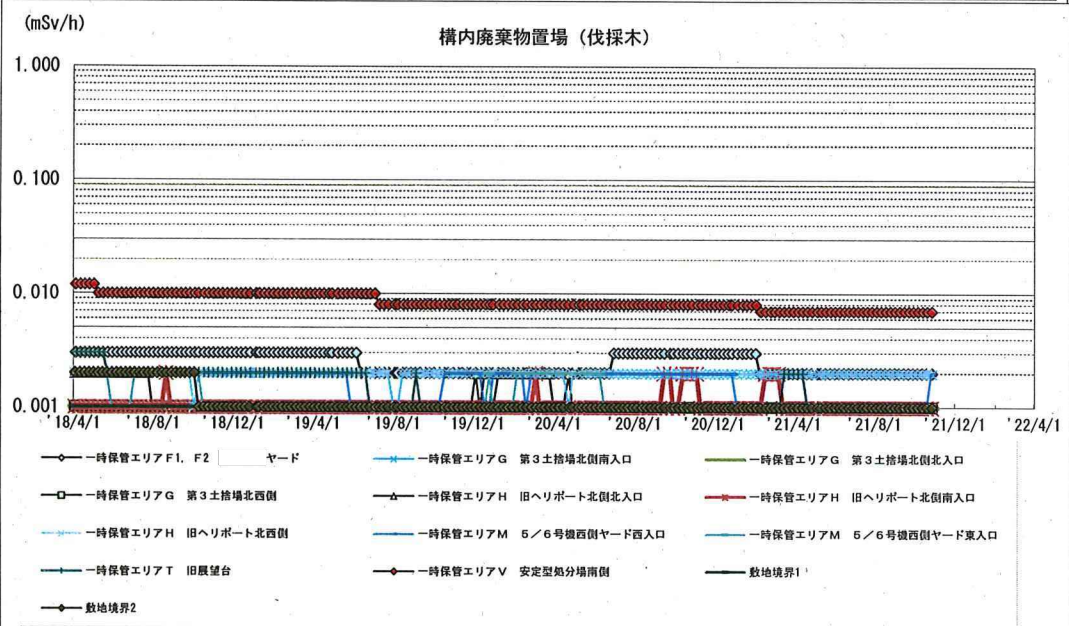 (mSv/h)
構内廃棄物置場（伐採木）
1.000
0.100
0.010
0.001
'18/4/1 '18/8/1 '18/12/1 '19/4/1 '19/8/1 '19/12/1 '20/4/1 '20/8/1 '20/12/1 '21/4/1 '21/8/1 '21/12/1 '22/4/1
一時保管エリアＦ1，Ｆ2 ヤード 一時保管エリアＧ 第３土捨場北側南入口 一時保管エリアＧ 第３土捨場北側北入口
一時保管エリアＧ 第３土捨場北西側 一時保管エリアＨ 旧ヘリポート北側北入口 一時保管エリアＨ 旧ヘリポート北側南入口
一時保管エリアＨ 旧ヘリポート北西側 一時保管エリアＭ ５／６号機西側ヤード西入口 一時保管エリアＭ ５／６号機西側ヤード東入口
一時保管エリアＴ 旧展望台 一時保管エリアＶ 安定型処分場南側 敷地境界1
敷地境界2